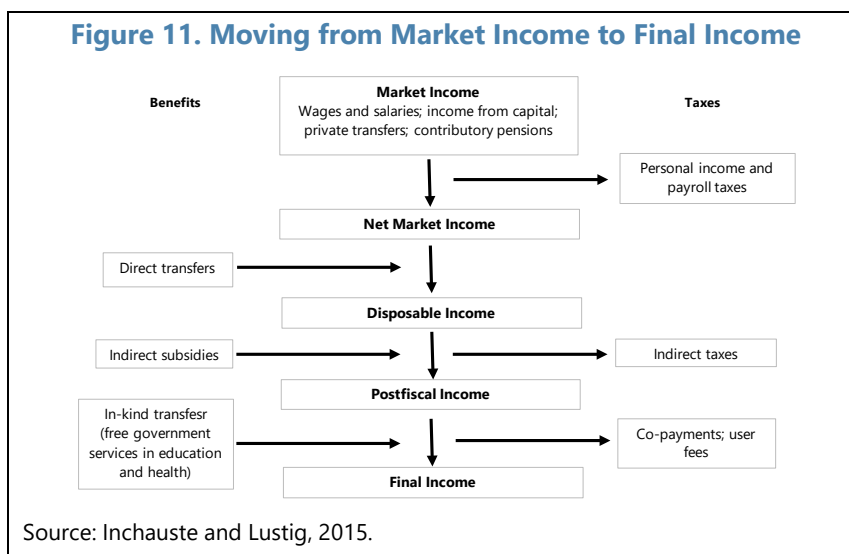 Figure 11. Moving from Market Income to Final Income
Benefits
Market Income
Wages and salaries; income from capital;
private transfers; contributory pensions
Taxes
Personal income and
payroll taxes
Net Market Income
Direct transfers
Disposable Income
Indirect subsidies
Indirect taxes
Postfiscal Income
In-kind transfesr
(free government
services in education
and health)
Co-payments; user
fees
Final Income
Source: Inchauste and Lustig, 2015.